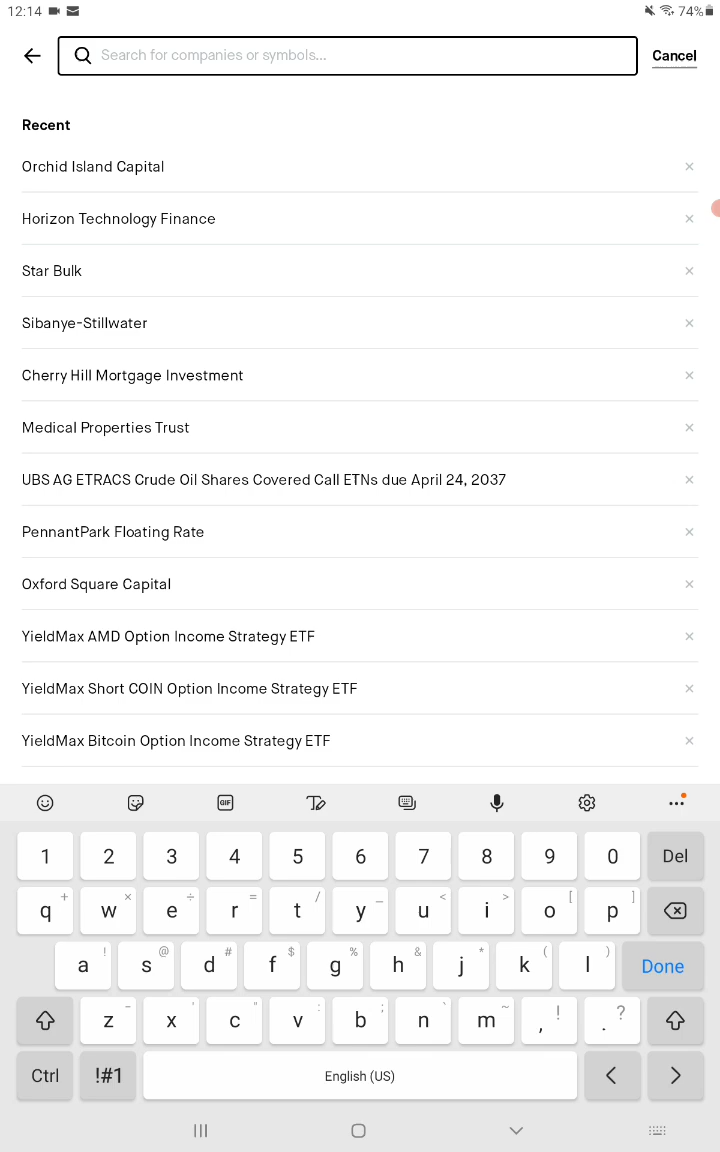 12:14 74%
Search for companies or symbols... Cancel
Recent
Orchid Island Capital ×
Horizon Technology Finance ×
Star Bulk ×
Sibanye-Stillwater ×
Cherry Hill Mortgage Investment ×
Medical Properties Trust ×
UBS AG ETRACS Crude Oil Shares Covered Call ETNs due April 24, 2037 ×
PennantPark Floating Rate ×
Oxford Square Capital ×
YieldMax AMD Option Income Strategy ETF ×
YieldMax Short COIN Option Income Strategy ETF ×
YieldMax Bitcoin Option Income Strategy ETF ×
GIF T ...
1 2 3 4 5 6 7 8 9 0 Del
q + w × e ÷ r = t / y _ u < i > o [ p ]
a ! s @ d # f $ g % h & j * k ( l ) Done
z - x ' c " v : b ; n ` m ~ , ! . ?
Ctrl !#1 English (US) < >